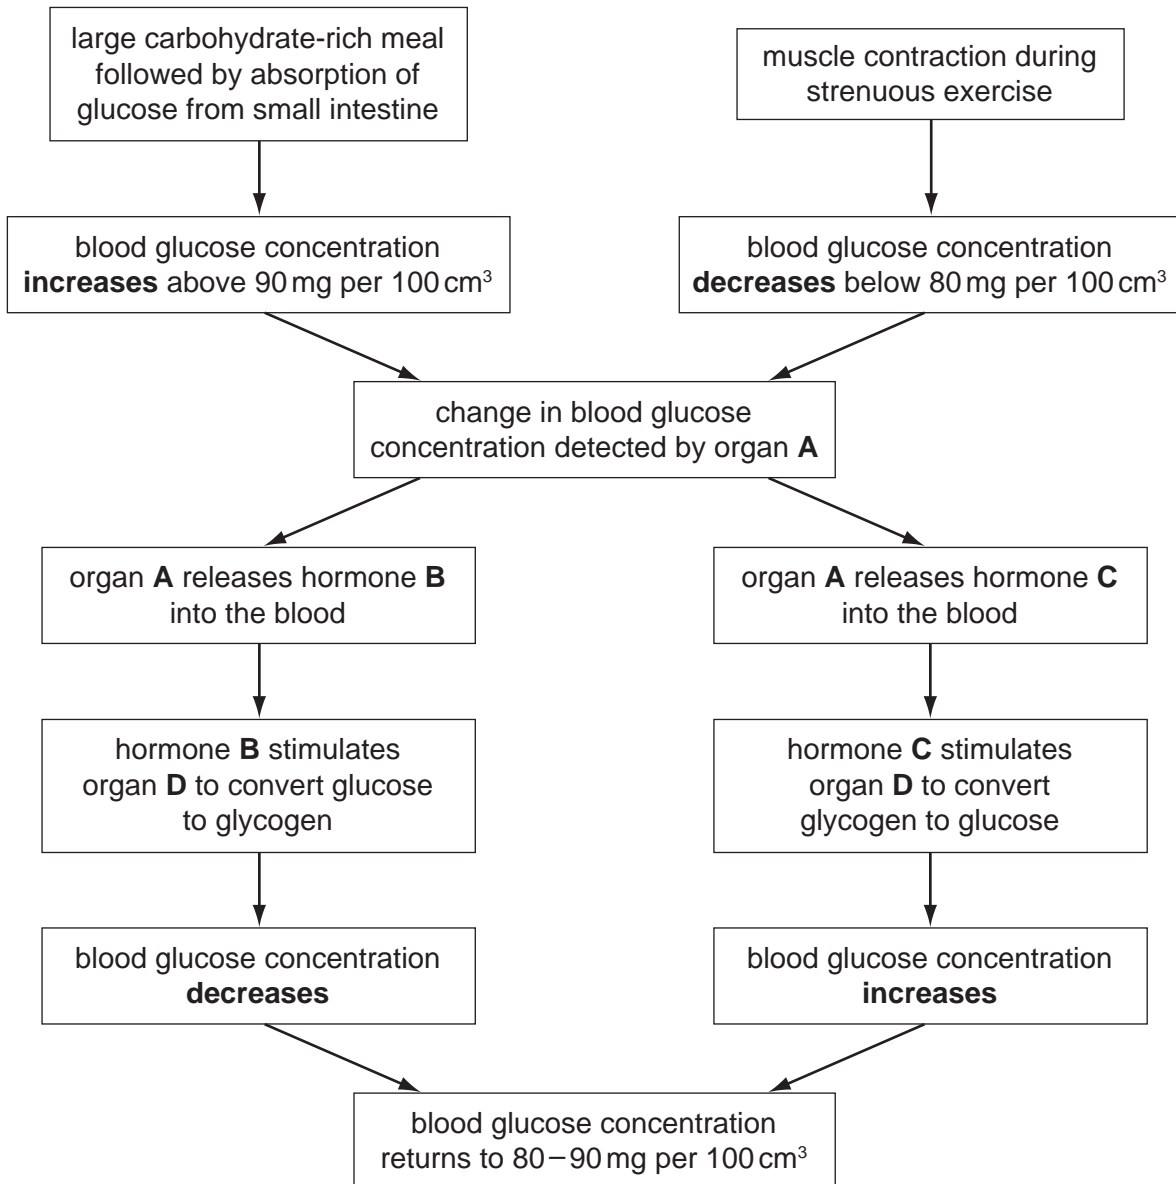 large carbohydrate-rich meal
followed by absorption of
glucose from small intestine
muscle contraction during
strenuous exercise
blood glucose concentration
increases above 90 mg per 100 cm³
blood glucose concentration
decreases below 80 mg per 100 cm³
change in blood glucose
concentration detected by organ A
organ A releases hormone B
into the blood
organ A releases hormone C
into the blood
hormone B stimulates
organ D to convert glucose
to glycogen
hormone C stimulates
organ D to convert
glycogen to glucose
blood glucose concentration
decreases
blood glucose concentration
increases
blood glucose concentration
returns to 80–90 mg per 100 cm³